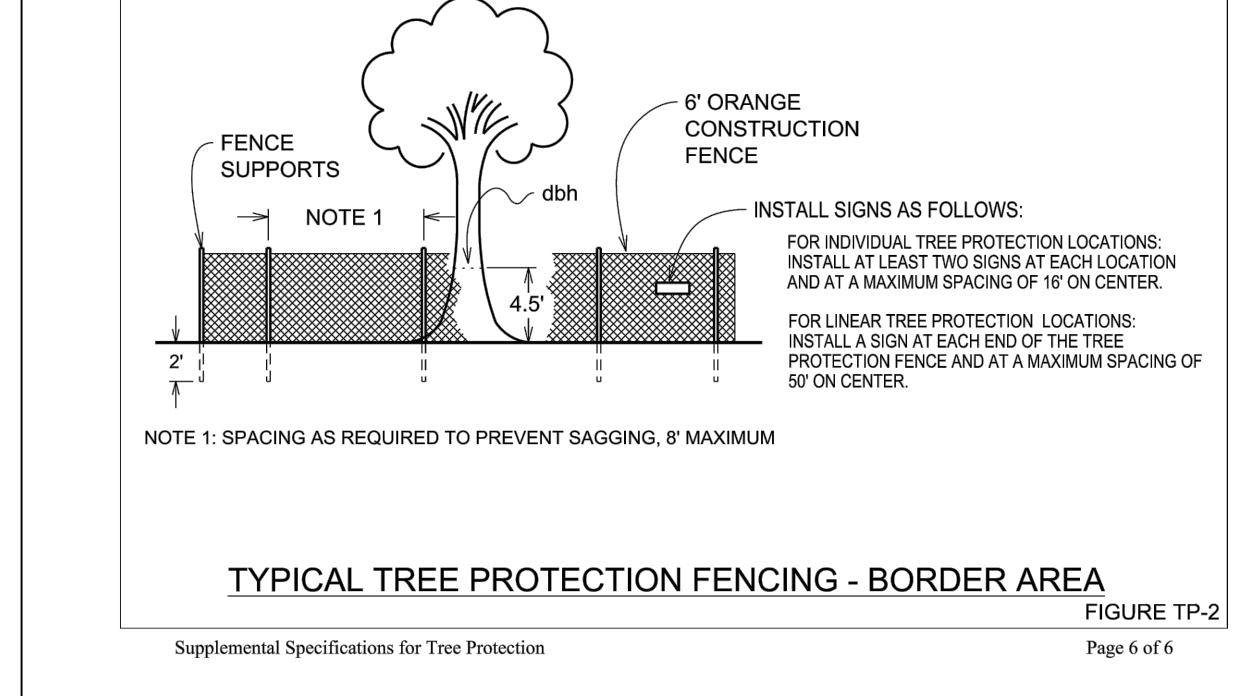 6' ORANGE
CONSTRUCTION
FENCE
FENCE
SUPPORTS
dbh
NOTE 1
INSTALL SIGNS AS FOLLOWS:
FOR INDIVIDUAL TREE PROTECTION LOCATIONS:
INSTALL AT LEAST TWO SIGNS AT EACH LOCATION
AND AT A MAXIMUM SPACING OF 16' ON CENTER.
4.5'
FOR LINEAR TREE PROTECTION LOCATIONS:
INSTALL A SIGN AT EACH END OF THE TREE
PROTECTION FENCE AND AT A MAXIMUM SPACING OF
50' ON CENTER.
2'
NOTE 1: SPACING AS REQUIRED TO PREVENT SAGGING, 8' MAXIMUM
TYPICAL TREE PROTECTION FENCING - BORDER AREA
FIGURE TP-2
Supplemental Specifications for Tree Protection
Page 6 of 6